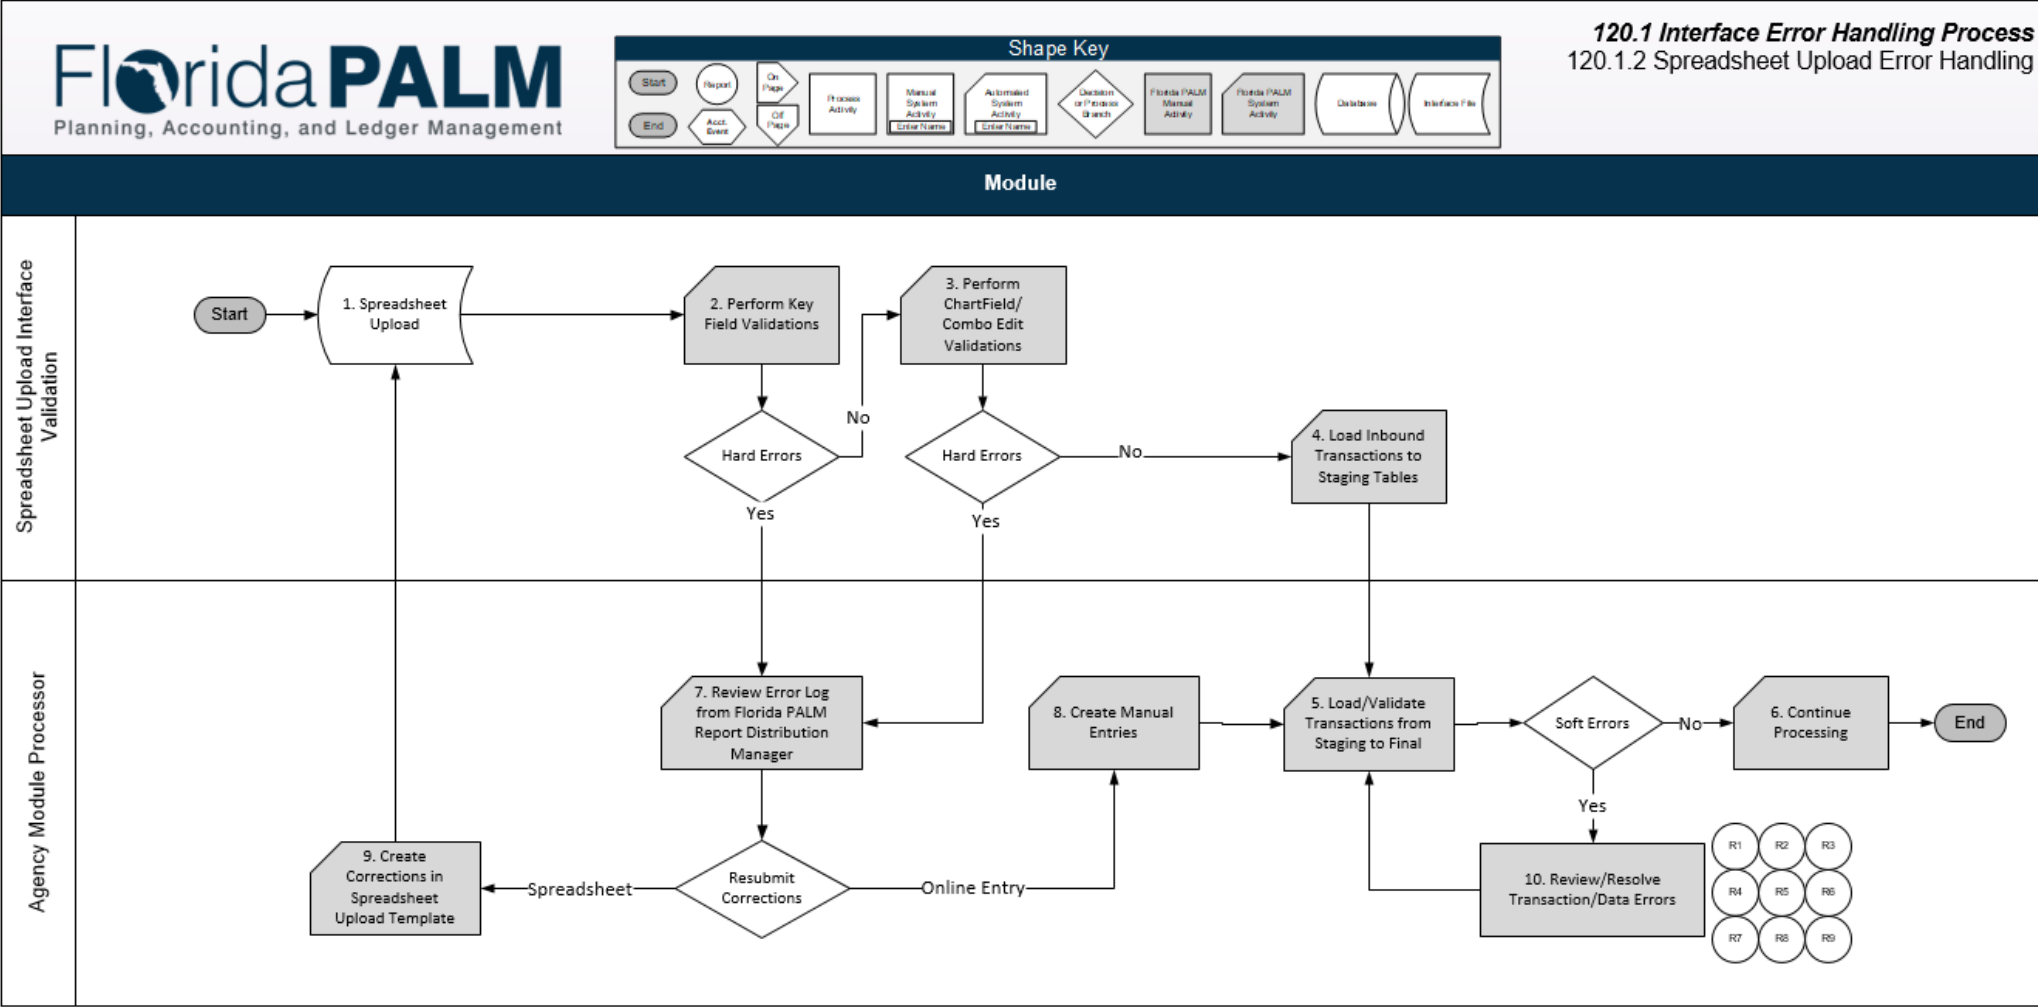 120.1 Interface Error Handling Process
120.1.2 Spreadsheet Upload Error Handling
Florida PALM
Planning, Accounting, and Ledger Management
Shape Key
Start
End
Report
Acct.
Event
On
Page
Off
Page
Process
Activity
Manual
System
Activity
Enter Name
Automated
System
Activity
Enter Name
Decision
or Process
Branch
Florida PALM
Manual
Activity
Florida PALM
System
Activity
Database
Interface File
Module
Spreadsheet Upload Interface
Validation
Start
1. Spreadsheet
Upload
2. Perform Key
Field Validations
3. Perform
ChartField/
Combo Edit
Validations
No
Hard Errors
Hard Errors
No
4. Load Inbound
Transactions to
Staging Tables
Yes
Yes
Agency Module Processor
7. Review Error Log
from Florida PALM
Report Distribution
Manager
8. Create Manual
Entries
5. Load/Validate
Transactions from
Staging to Final
Soft Errors
No
6. Continue
Processing
End
Yes
9. Create
Corrections in
Spreadsheet
Upload Template
Spreadsheet
Resubmit
Corrections
Online Entry
10. Review/Resolve
Transaction/Data Errors
R1
R2
R3
R4
R5
R6
R7
R8
R9